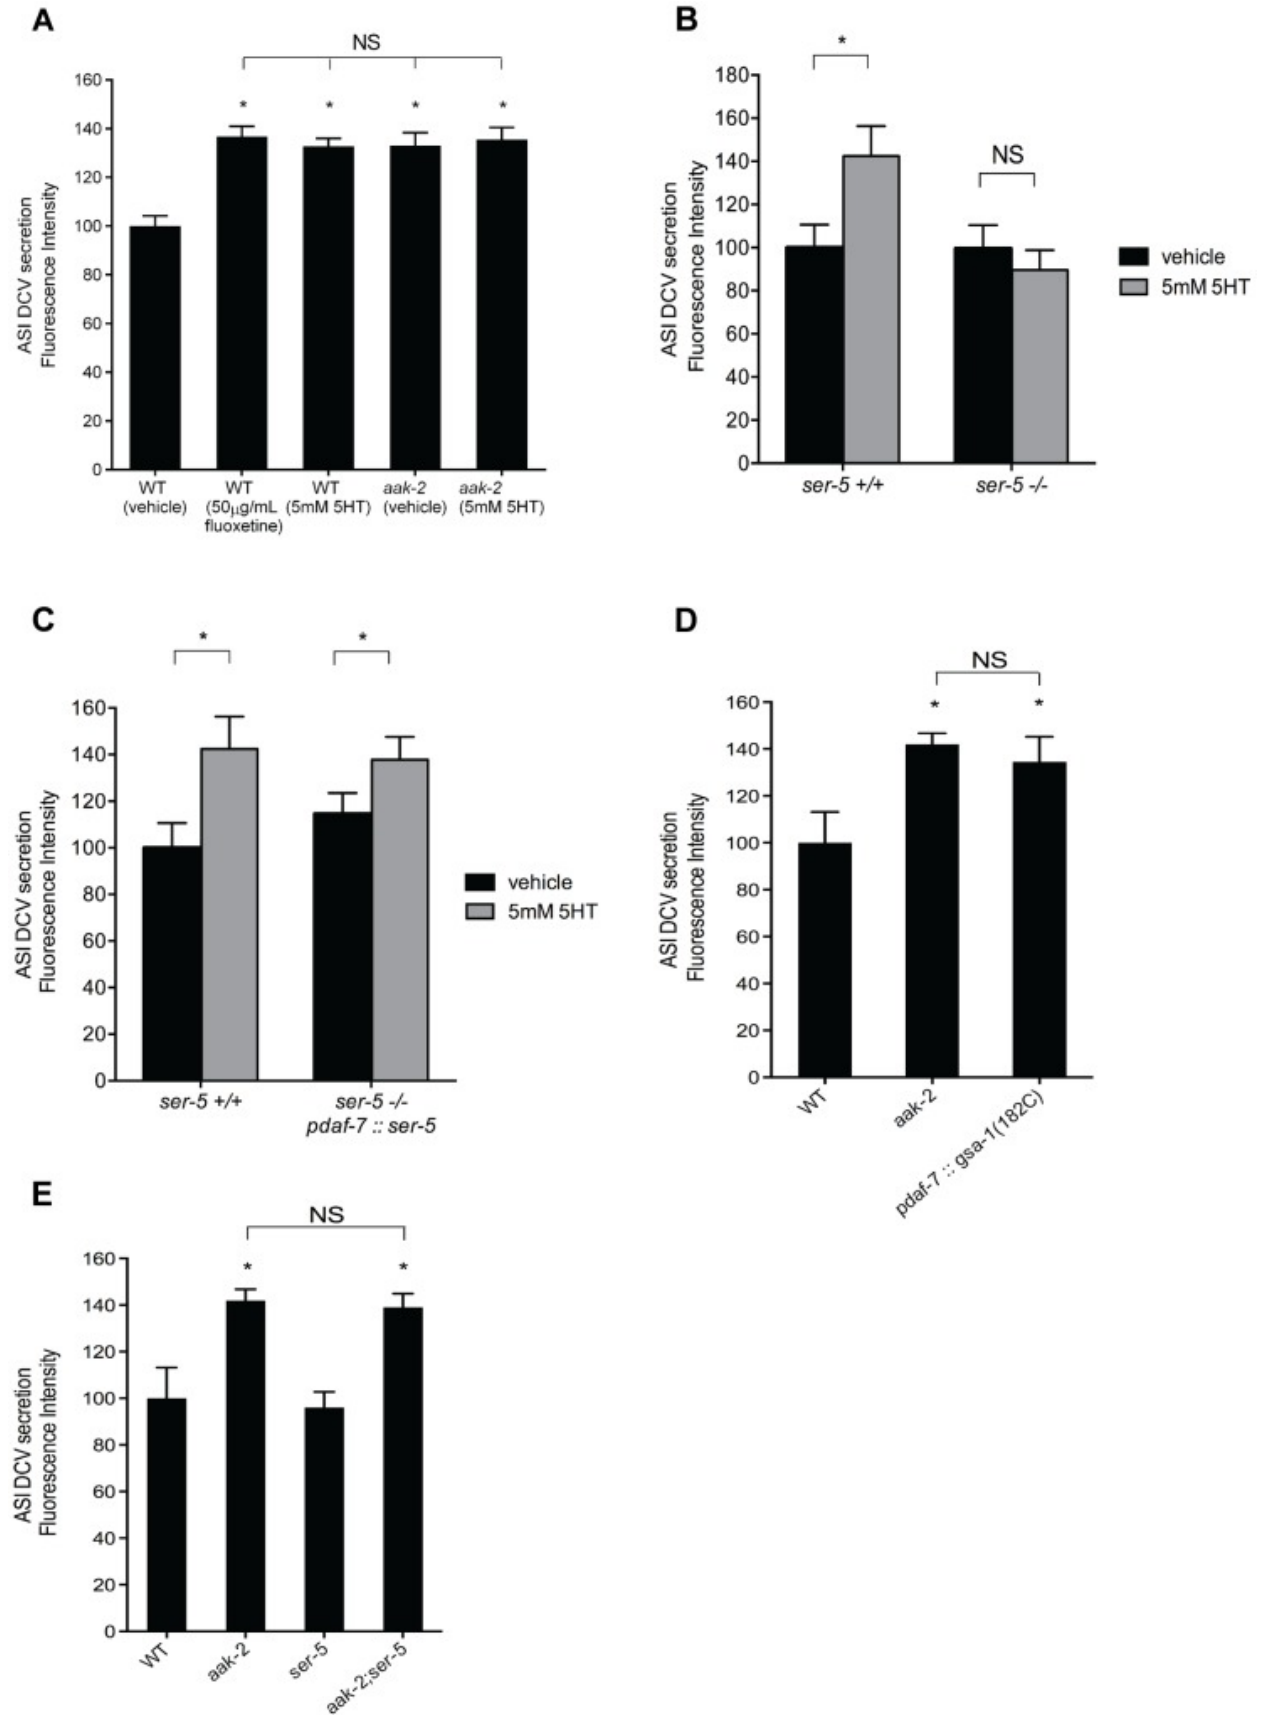 A
NS
160
140
120
100
80
60
40
20
0
* * * *
ASI DCV secretion
Fluorescence Intensity
WT
(vehicle)
WT
(50μg/mL
fluoxetine)
WT
(5mM 5HT)
aak-2
(vehicle)
aak-2
(5mM 5HT)
B
*
NS
180
160
140
120
100
80
60
40
20
0
ASI DCV secretion
Fluorescence Intensity
ser-5 +/+
ser-5 -/-
vehicle
5mM 5HT
C
* *
160
140
120
100
80
60
40
20
0
ASI DCV secretion
Fluorescence Intensity
ser-5 +/+
ser-5 -/-
pdaf-7 :: ser-5
vehicle
5mM 5HT
D
NS
* *
160
140
120
100
80
60
40
20
0
ASI DCV secretion
Fluorescence Intensity
WT
aak-2
pdaf-7 :: gsa-1(182C)
E
NS
* *
160
140
120
100
80
60
40
20
0
ASI DCV secretion
Fluorescence Intensity
WT
aak-2
ser-5
aak-2;ser-5